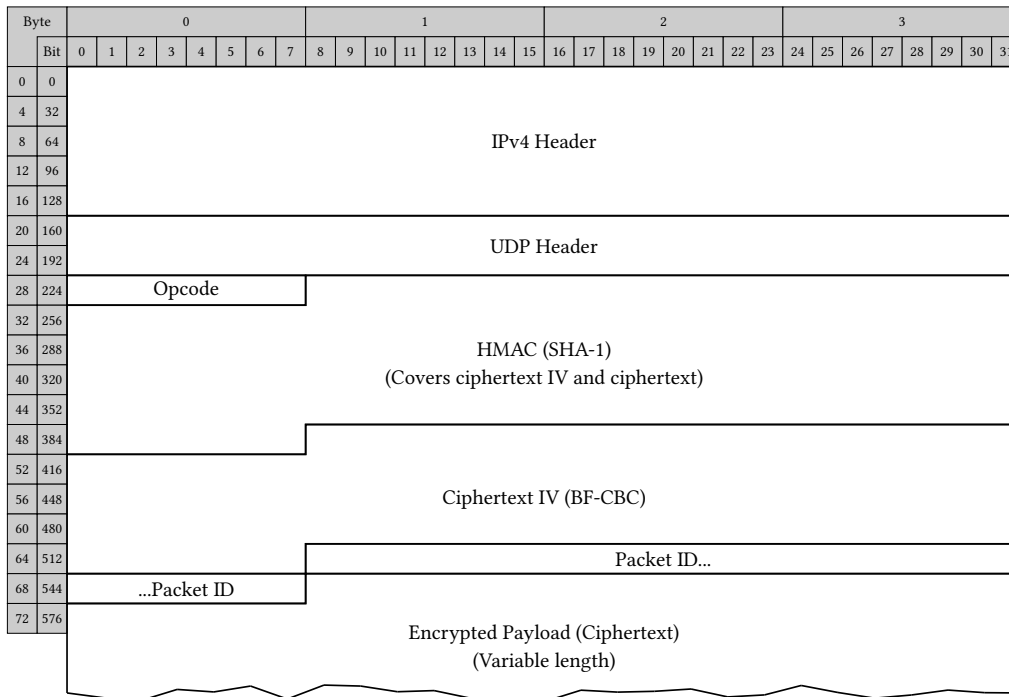 Byte 0 1 2 3
Bit 0 1 2 3 4 5 6 7 8 9 10 11 12 13 14 15 16 17 18 19 20 21 22 23 24 25 26 27 28 29 30 31
0 0
4 32
8 64 IPv4 Header
12 96
16 128
20 160
UDP Header
24 192
28 224 Opcode
32 256
36 288 HMAC (SHA-1)
40 320 (Covers ciphertext IV and ciphertext)
44 352
48 384
52 416
56 448 Ciphertext IV (BF-CBC)
60 480
64 512 Packet ID...
68 544 ...Packet ID
72 576
Encrypted Payload (Ciphertext)
(Variable length)